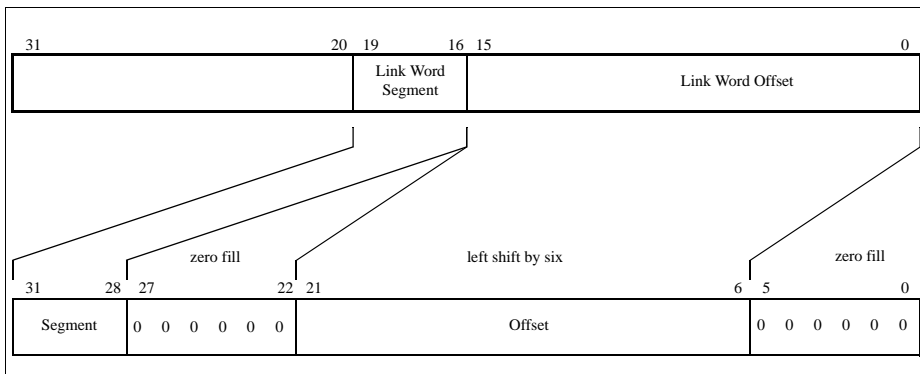 31 20 19 16 15 0
Link Word
Segment
Link Word Offset
zero fill left shift by six zero fill
31 28 27 22 21 6 5 0
Segment 0 0 0 0 0 0 Offset 0 0 0 0 0 0